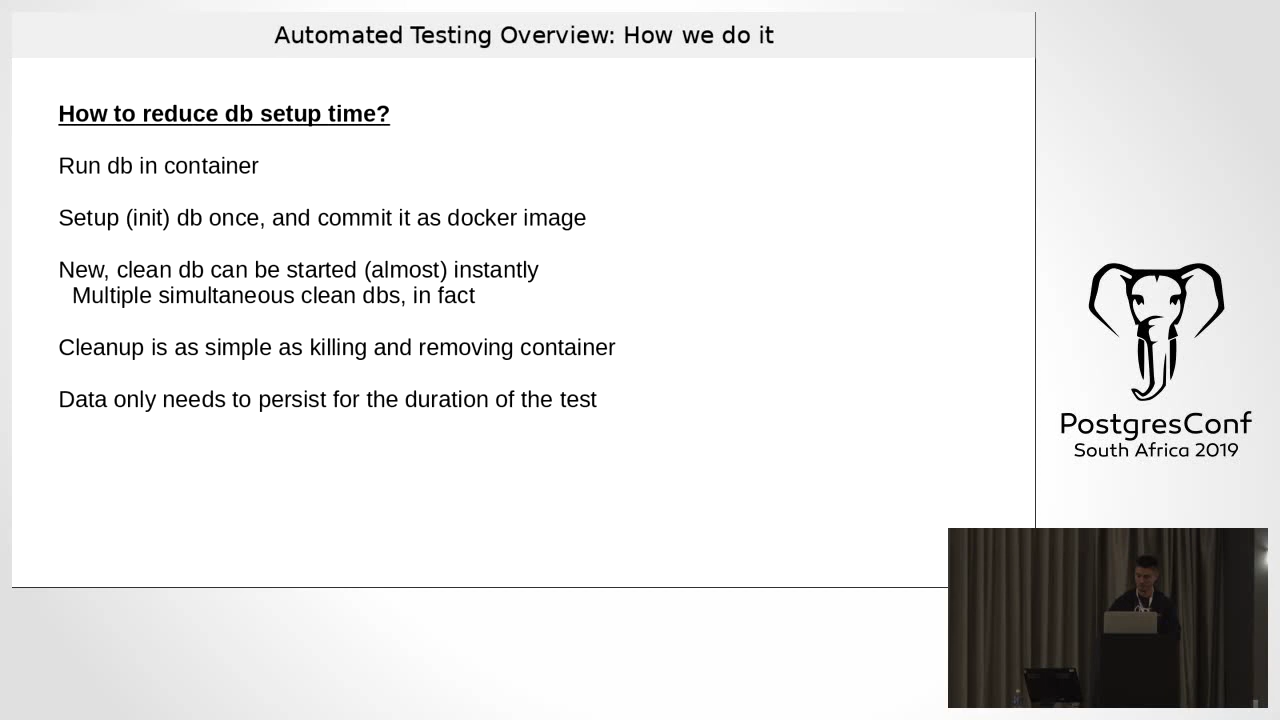 Automated Testing Overview: How we do it
How to reduce db setup time?
Run db in container
Setup (init) db once, and commit it as docker image
New, clean db can be started (almost) instantly
Multiple simultaneous clean dbs, in fact
Cleanup is as simple as killing and removing container
Data only needs to persist for the duration of the test
PostgresConf
South Africa 2019